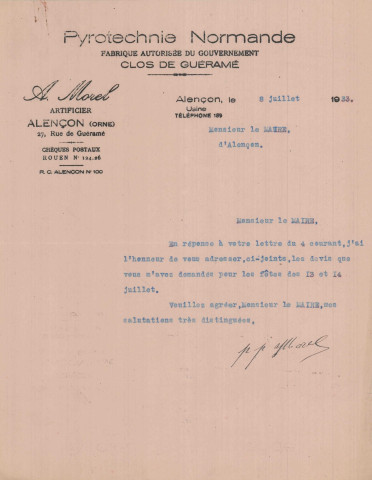 Pyrotechnie Normande
FABRIQUE AUTORISÉE DU GOUVERNEMENT
CLOS DE GUÉRAMÉ
A. Morel
ARTIFICIER
ALENÇON (ORNE)
27, Rue de Guéramé
CHÈQUES POSTAUX
ROUEN N° 124.26
R. C. ALENÇON N° 100
Alençon, le 8 juillet 1933.
Usine
TÉLÉPHONE 189
Monsieur le MAIRE,
d'Alençon.
Monsieur le MAIRE,
En réponse à votre lettre du 4 courant, j'ai
l'honneur de vous adresser, ci-joints, les devis que
vous m'avez demandés pour les fêtes des 13 et 14
juillet.
Veuillez agréer, Monsieur le MAIRE, mes
salutations très distinguées.
p. p. AMorel